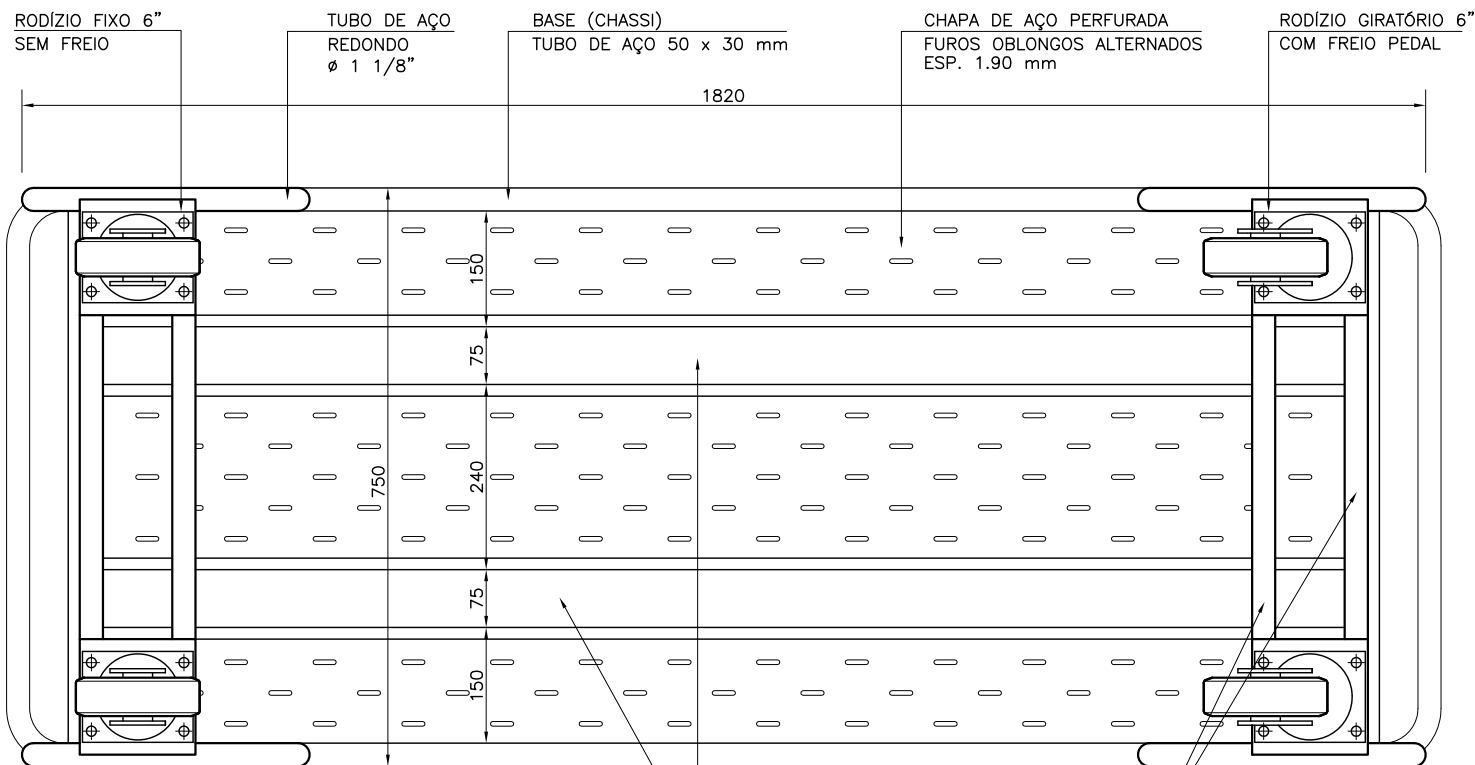 RODÍZIO FIXO 6”
SEM FREIO
TUBO DE AÇO
REDONDO
ø 1 1/8”
BASE (CHASSI)
TUBO DE AÇO 50 x 30 mm
CHAPA DE AÇO PERFURADA
FUROS OBLONGOS ALTERNADOS
ESP. 1.90 mm
RODÍZIO GIRATÓRIO 6”
COM FREIO PEDAL
1820
150
75
750
240
75
150